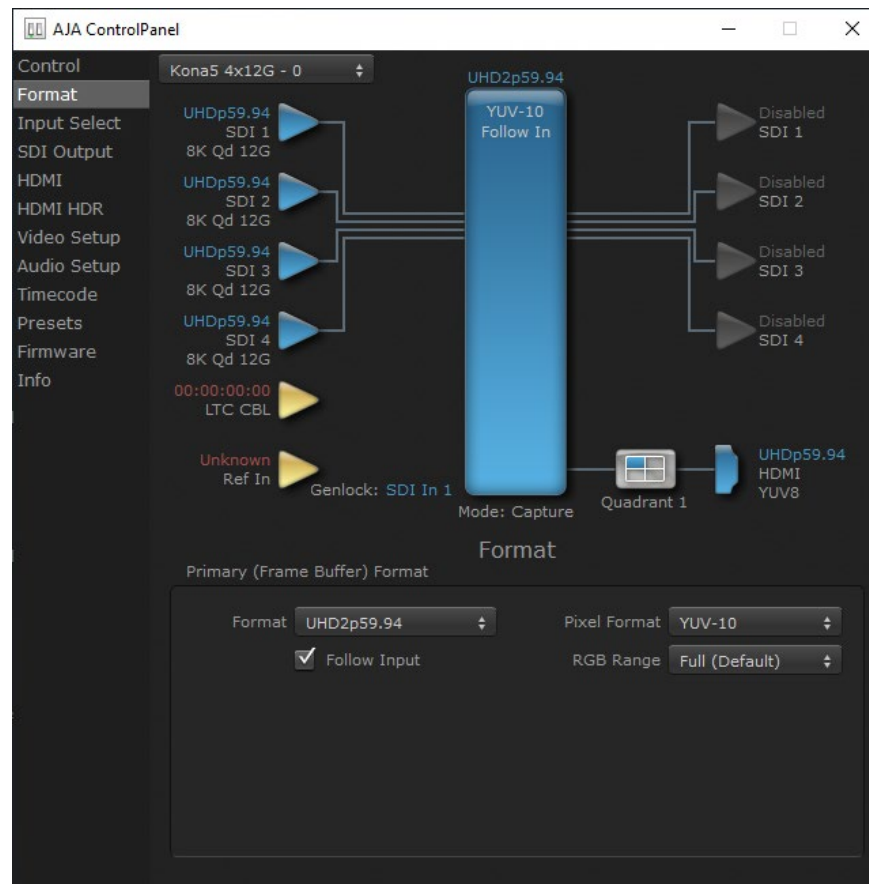 AJA ControlPanel
Control
Format
Input Select
SDI Output
HDMI
HDMI HDR
Video Setup
Audio Setup
Timecode
Presets
Firmware
Info
Kona5 4x12G - 0
UHD2p59.94
YUV-10
Follow In
UHDp59.94
SDI 1
8K Qd 12G
UHDp59.94
SDI 2
8K Qd 12G
UHDp59.94
SDI 3
8K Qd 12G
UHDp59.94
SDI 4
8K Qd 12G
00:00:00:00
LTC CBL
Unknown
Ref In
Genlock: SDI In 1
Mode: Capture
Disabled
SDI 1
Disabled
SDI 2
Disabled
SDI 3
Disabled
SDI 4
Quadrant 1
UHDp59.94
HDMI
YUV8
Format
Primary (Frame Buffer) Format
Format UHD2p59.94
Pixel Format YUV-10
Follow Input
RGB Range Full (Default)